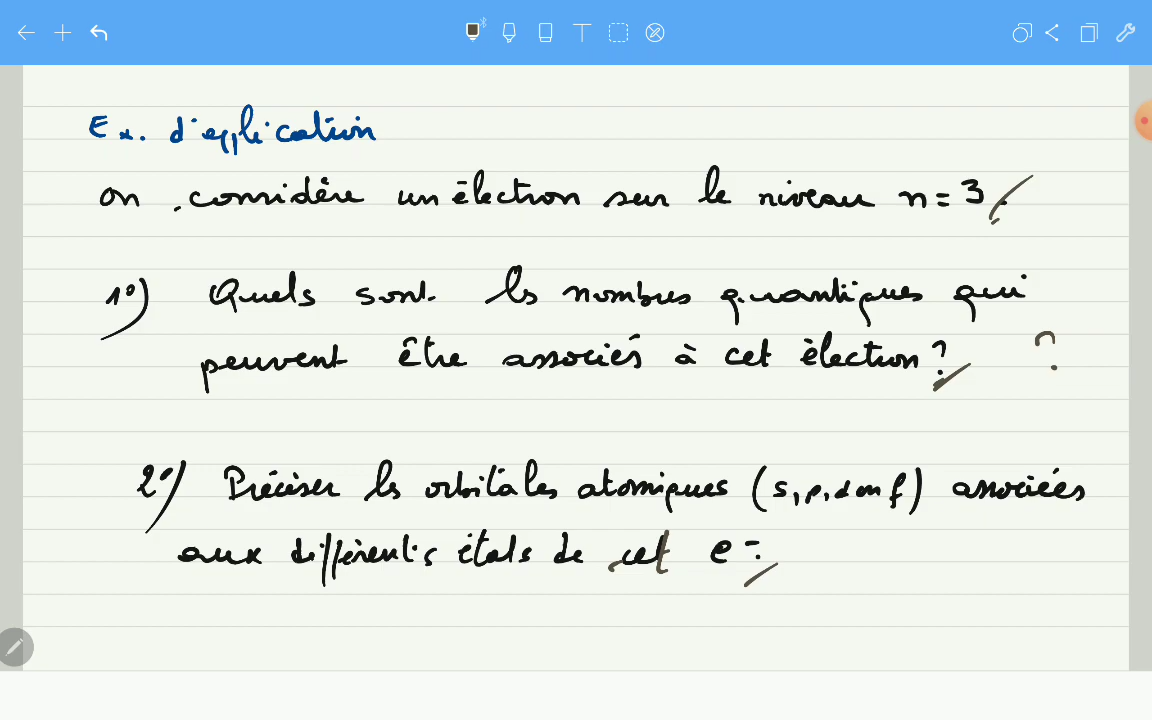 Ex. d'application
on considère un électron sur le niveau n = 3.
1°) Quels sont les nombres quantiques qui
peuvent être associés à cet électron ? ?
2°) Préciser les orbitales atomiques (s, p, d ou f) associées
aux différents états de cet e-.